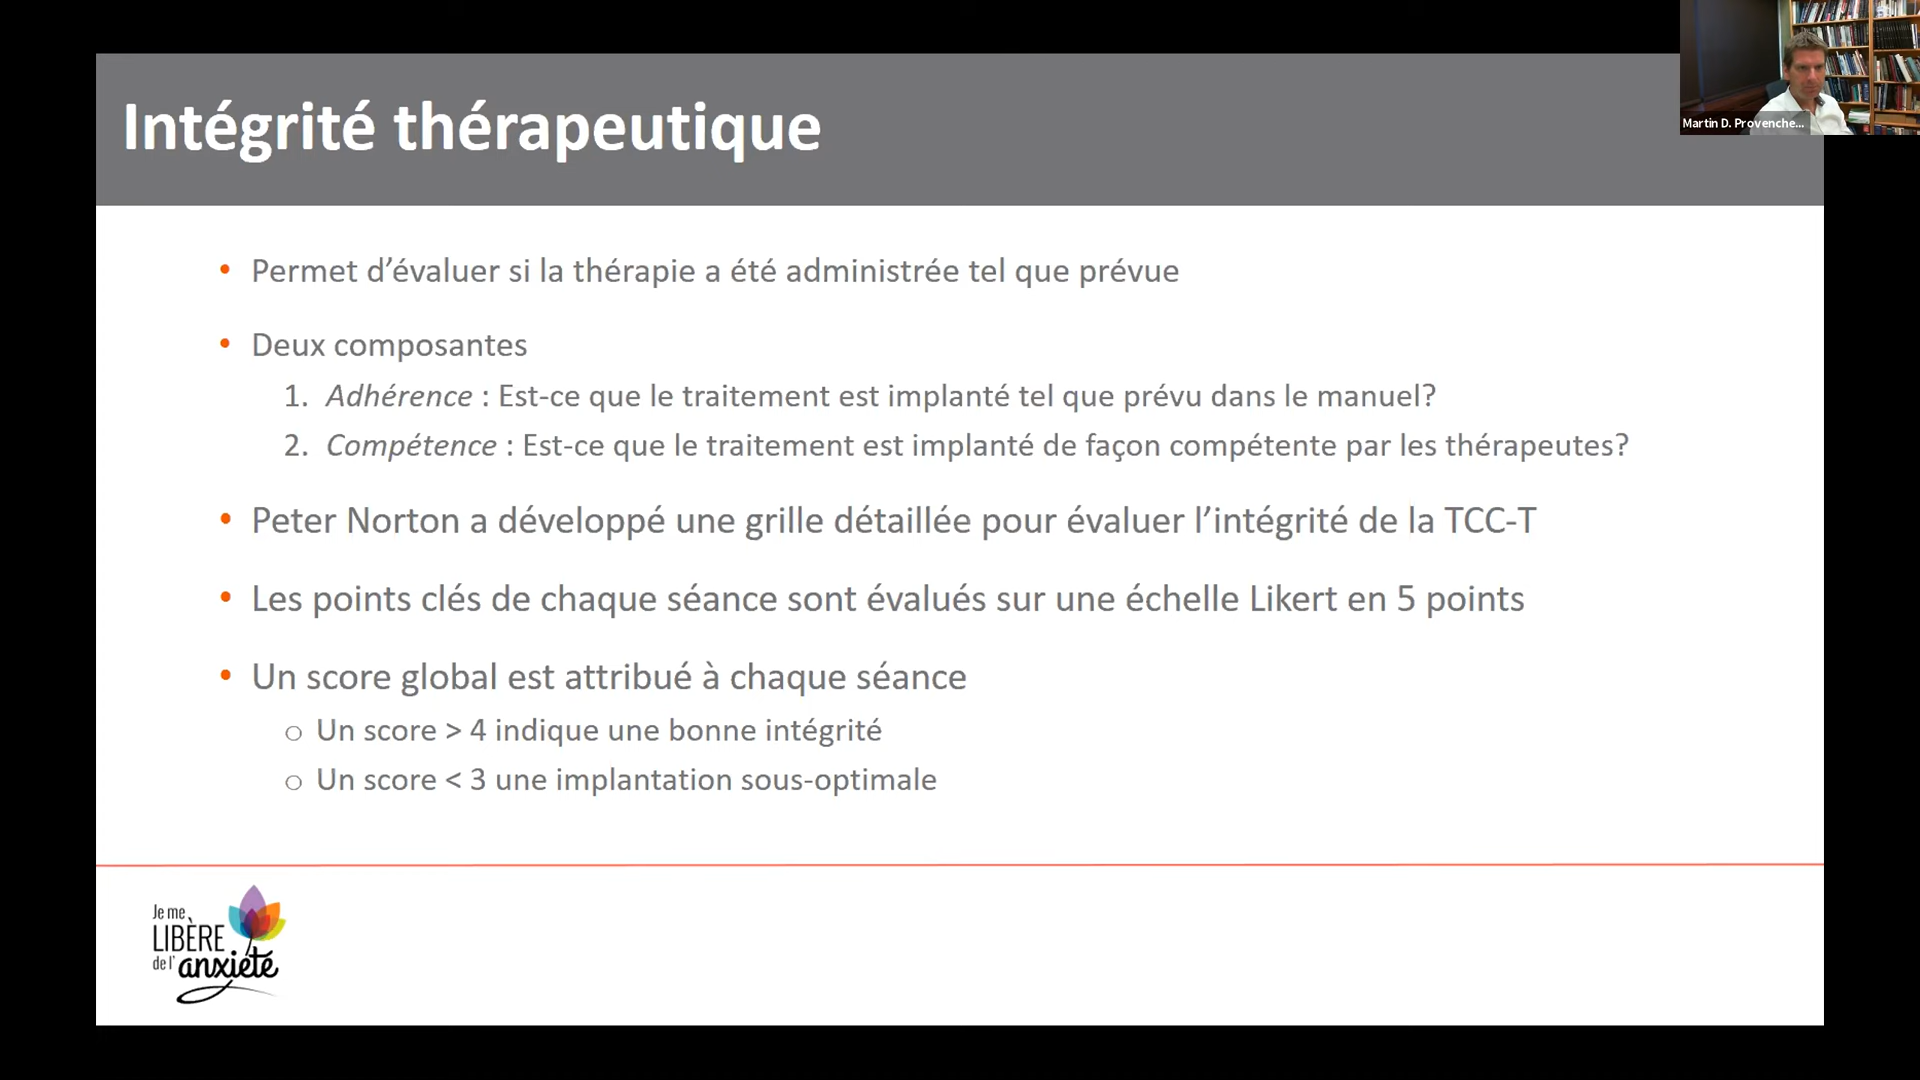 Martin D. Provenche...
Intégrité thérapeutique
• Permet d’évaluer si la thérapie a été administrée tel que prévue
• Deux composantes
1. Adhérence : Est-ce que le traitement est implanté tel que prévu dans le manuel?
2. Compétence : Est-ce que le traitement est implanté de façon compétente par les thérapeutes?
• Peter Norton a développé une grille détaillée pour évaluer l’intégrité de la TCC-T
• Les points clés de chaque séance sont évalués sur une échelle Likert en 5 points
• Un score global est attribué à chaque séance
o Un score > 4 indique une bonne intégrité
o Un score < 3 une implantation sous-optimale
Je me
LIBÈRE
de l’ anxiété